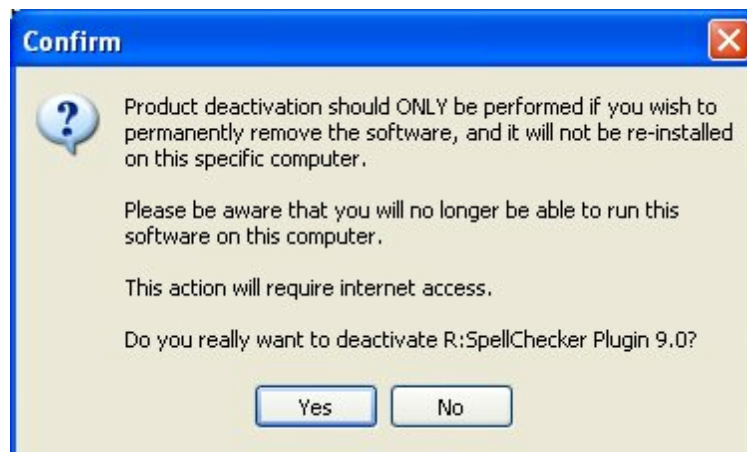 Confirm
Product deactivation should ONLY be performed if you wish to
permanently remove the software, and it will not be re-installed
on this specific computer.
Please be aware that you will no longer be able to run this
software on this computer.
This action will require internet access.
Do you really want to deactivate R:SpellChecker Plugin 9.0?
Yes No